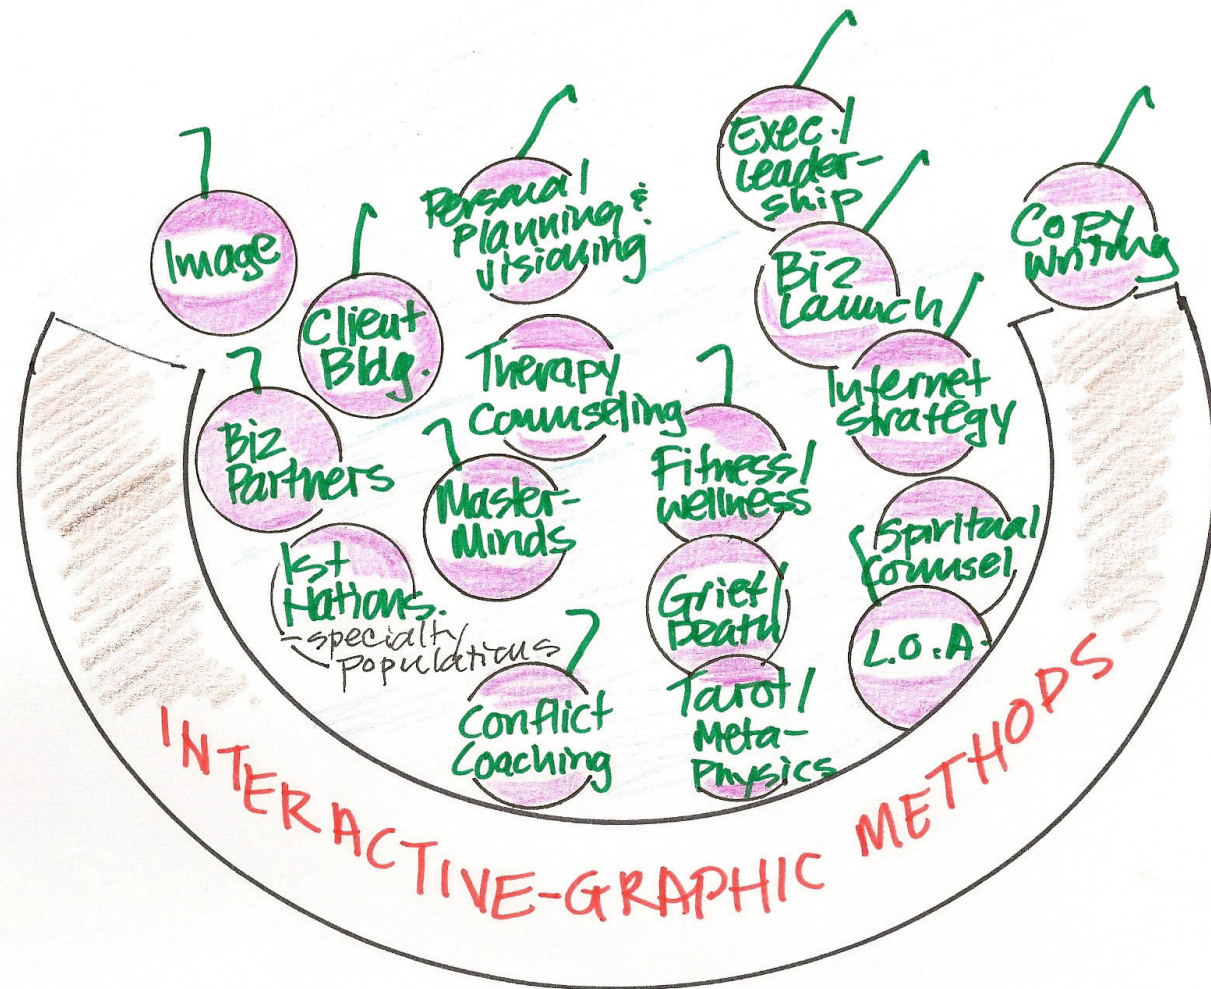 Image
Client
Bldg.
Biz
Partners
1st
Nations.
- specialty
populations
Personal
Planning &
visioning
Therapy
Counseling
Master-
Minds
Conflict
Coaching
Exec./
Leader-
ship
Biz
Launch
Internet
Strategy
Fitness/
wellness
Grief/
Death
Tarot/
Meta-
Physics
Spiritual
Counsel
L.O.A.
Copy
Writing
INTERACTIVE-GRAPHIC METHODS